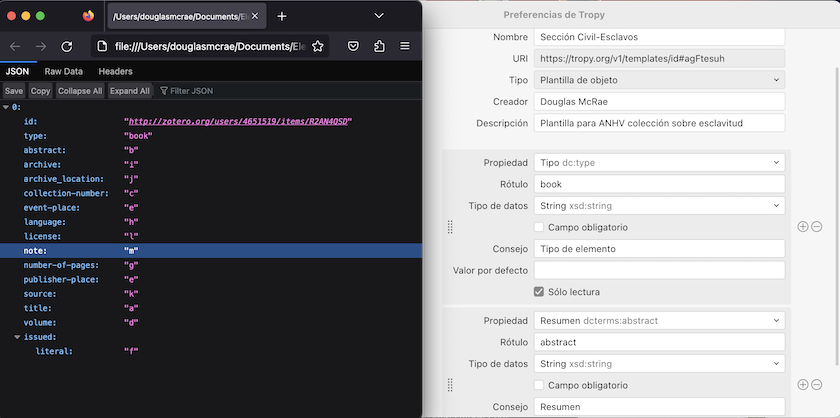 /Users/douglasmcrae/Documents/Ele
file:///Users/douglasmcrae/Documents/Ele
JSON Raw Data Headers
Save Copy Collapse All Expand All Filter JSON
0:
id: "http://zotero.org/users/4651519/items/R2AN4QSD"
type: "book"
abstract: "b"
archive: "i"
archive_location: "j"
collection-number: "c"
event-place: "e"
language: "h"
license: "l"
note: "m"
number-of-pages: "g"
publisher-place: "e"
source: "k"
title: "a"
volume: "d"
issued:
literal: "f"
Preferencias de Tropy
Nombre Sección Civil-Esclavos
URI https://tropy.org/v1/templates/id#agFtesuh
Tipo Plantilla de objeto
Creador Douglas McRae
Descripción Plantilla para ANHV colección sobre esclavitud
Propiedad Tipo dc:type
Rótulo book
Tipo de datos String xsd:string
Campo obligatorio
Consejo Tipo de elemento
Valor por defecto
Sólo lectura
Propiedad Resumen dcterms:abstract
Rótulo abstract
Tipo de datos String xsd:string
Campo obligatorio
Consejo Resumen